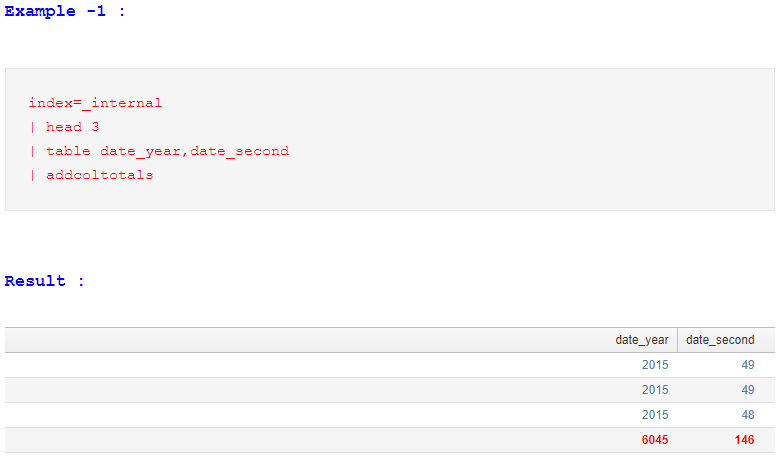 Example -1 :
index=_internal
| head 3
| table date_year,date_second
| addcoltotals
Result :
date_year date_second
2015 49
2015 49
2015 48
6045 146